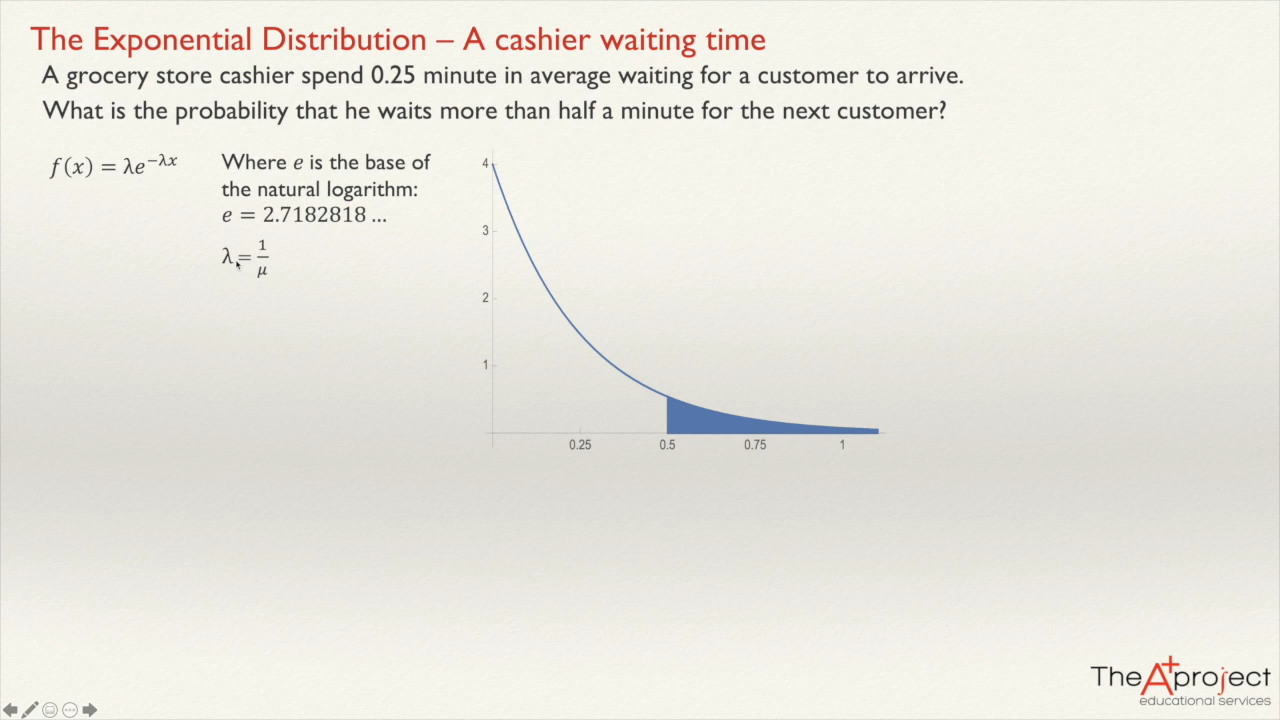 The Exponential Distribution – A cashier waiting time
A grocery store cashier spend 0.25 minute in average waiting for a customer to arrive.
What is the probability that he waits more than half a minute for the next customer?
f(x) = λe^{−λx}
Where e is the base of
the natural logarithm:
e = 2.7182818 ...
λ = 1/μ
4
3
2
1
0.25 0.5 0.75 1
The A+ project
educational services